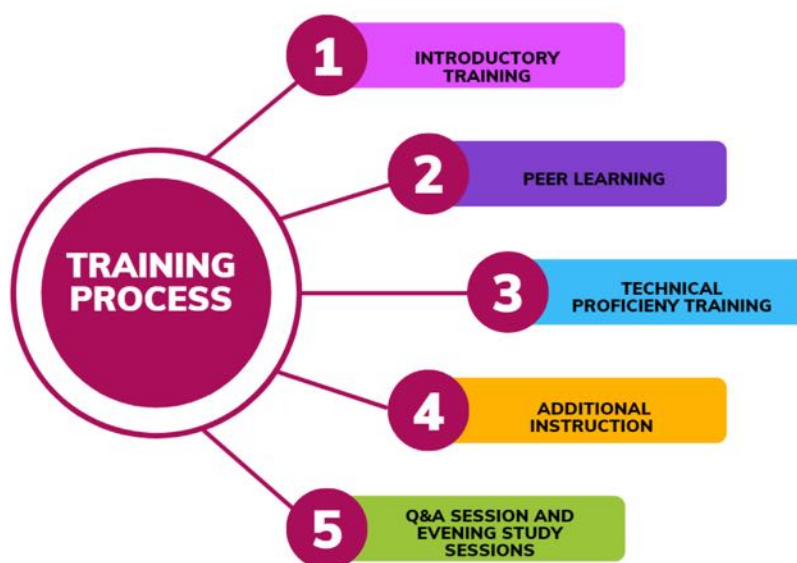 TRAINING
PROCESS
1
INTRODUCTORY
TRAINING
2
PEER LEARNING
3
TECHNICAL
PROFICIENY TRAINING
4
ADDITIONAL
INSTRUCTION
5
Q&A SESSION AND
EVENING STUDY
SESSIONS